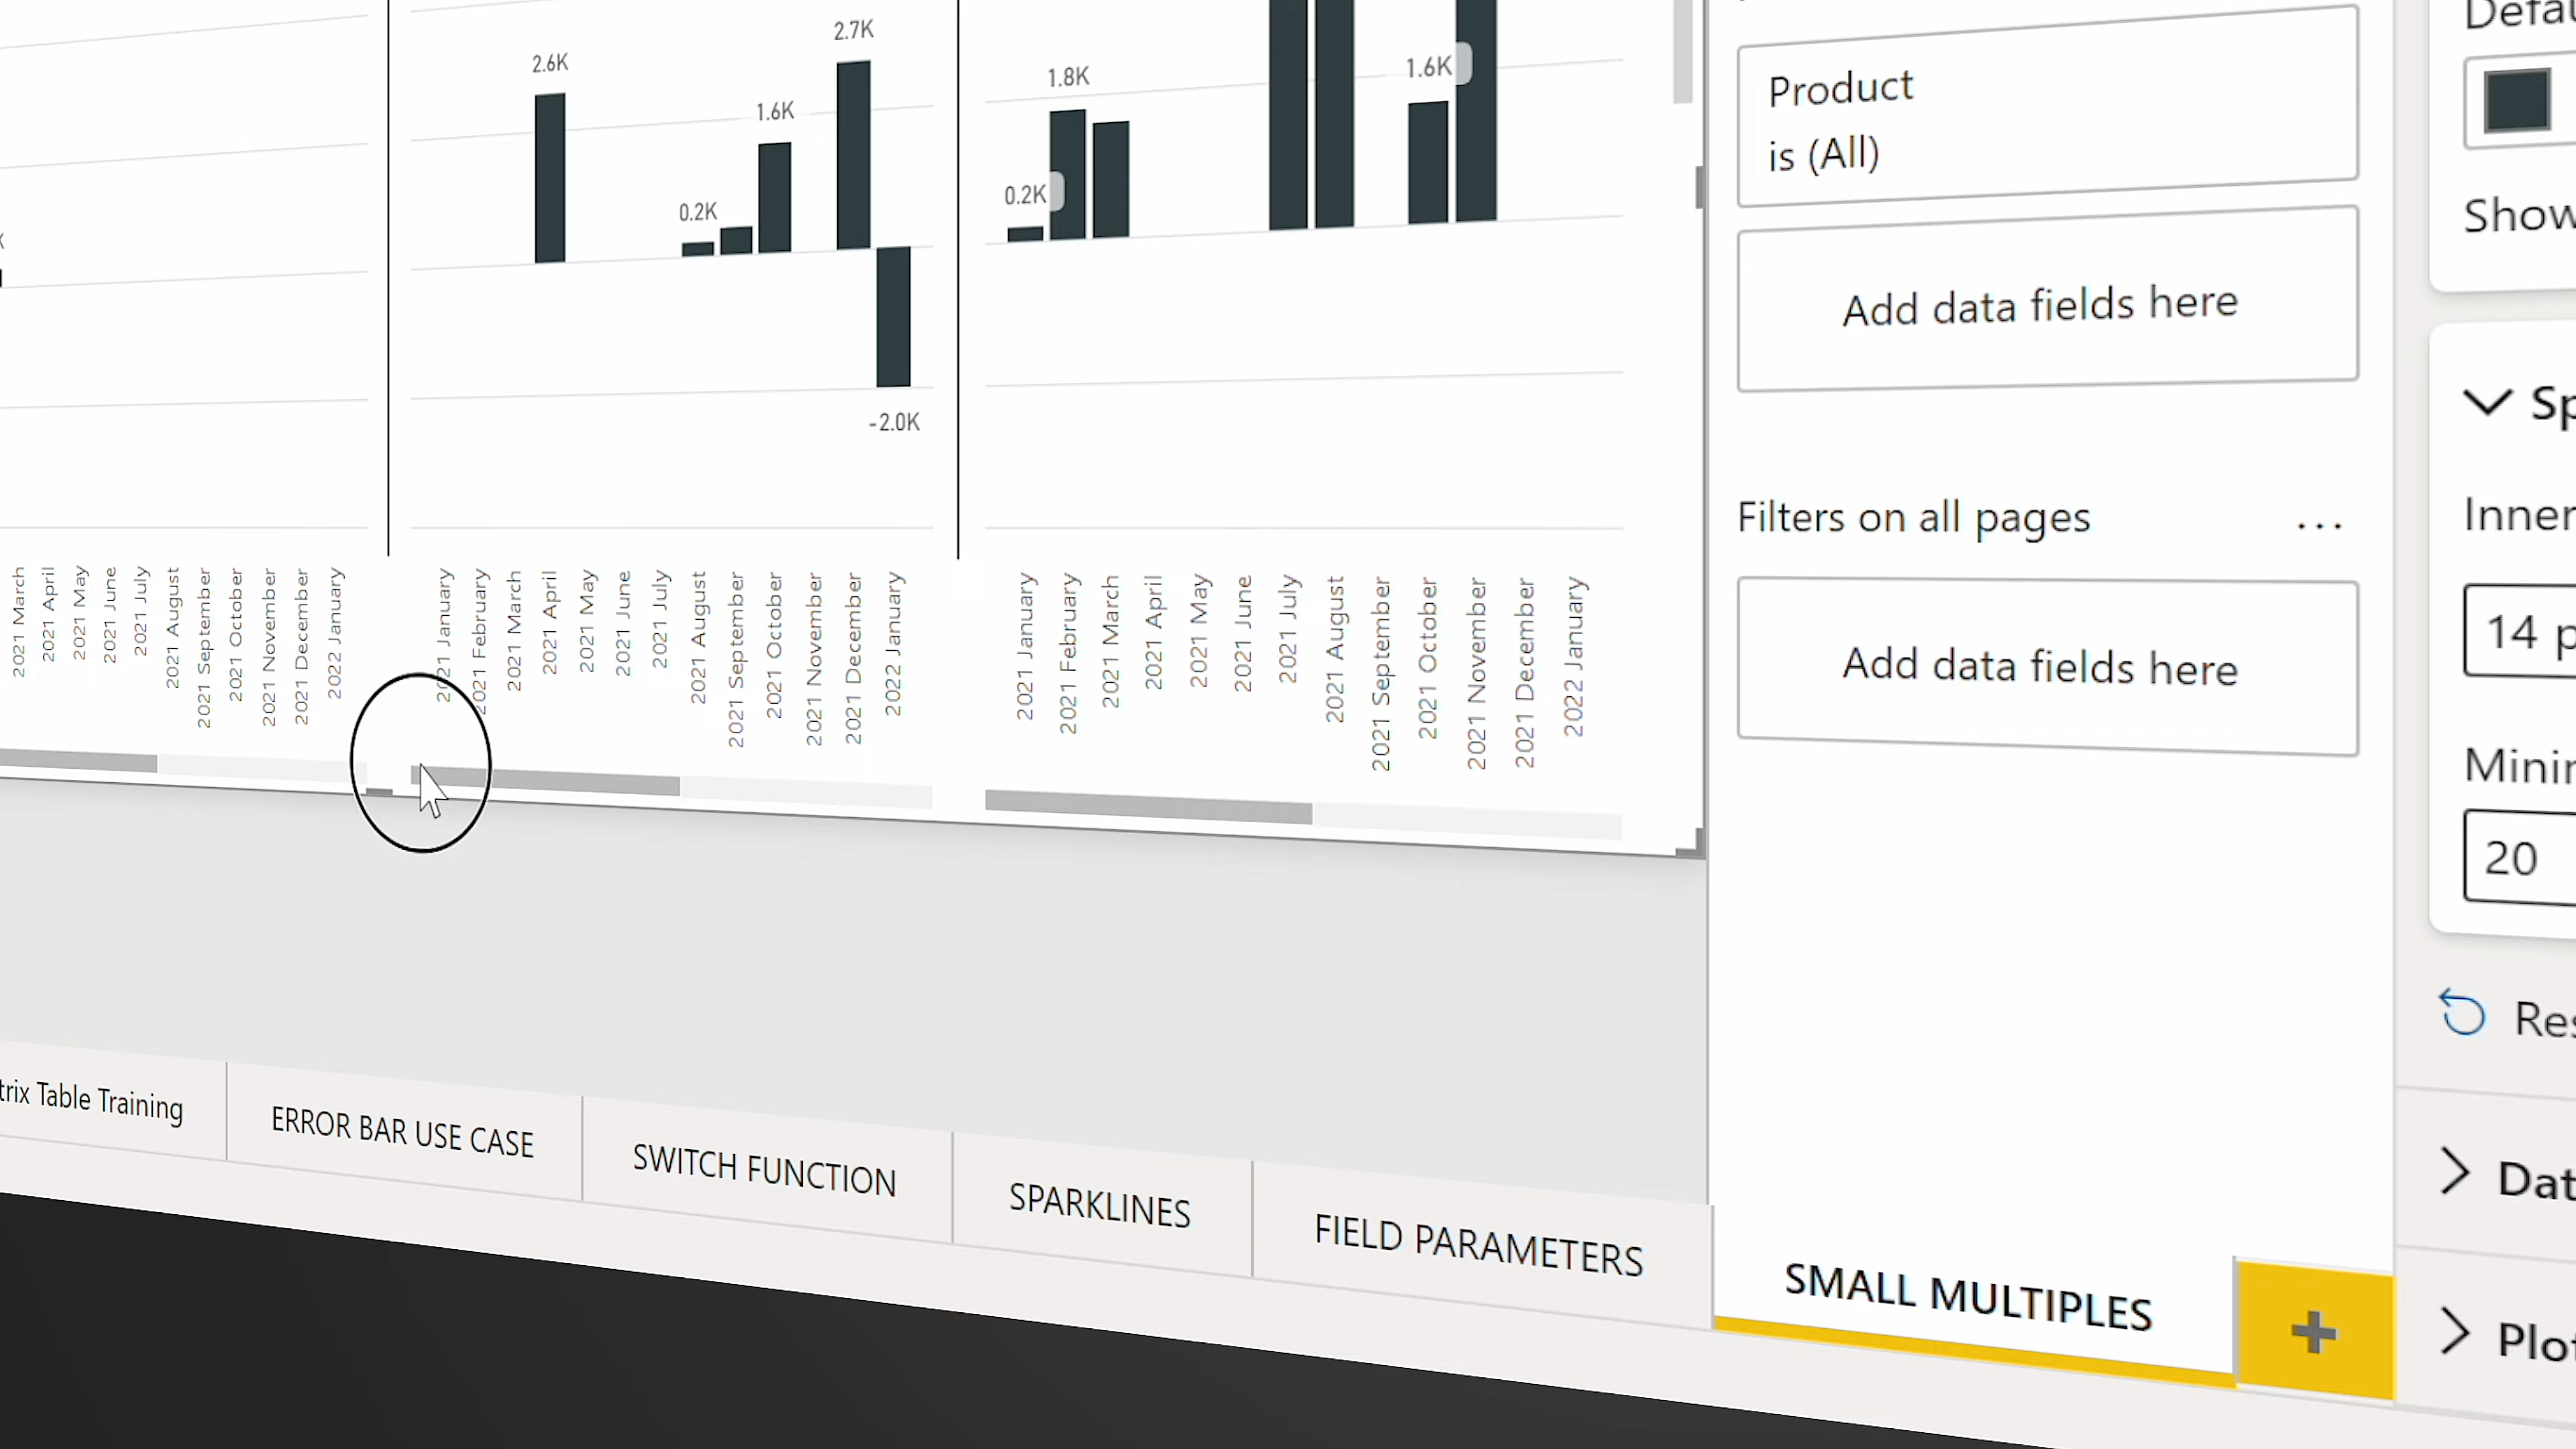 2.6K
0.2K
1.6K
2.7K
-2.0K
0.2K
1.8K
1.6K
2021 March
2021 April
2021 May
2021 June
2021 July
2021 August
2021 September
2021 October
2021 November
2021 December
2022 January
2021 January
2021 February
2021 March
2021 April
2021 May
2021 June
2021 July
2021 August
2021 September
2021 October
2021 November
2021 December
2022 January
2021 January
2021 February
2021 March
2021 April
2021 May
2021 June
2021 July
2021 August
2021 September
2021 October
2021 November
2021 December
2022 January
Product
is (All)
Add data fields here
Filters on all pages
...
Add data fields here
Show
Inner
14 p
20
trix Table Training
ERROR BAR USE CASE
SWITCH FUNCTION
SPARKLINES
FIELD PARAMETERS
SMALL MULTIPLES
+